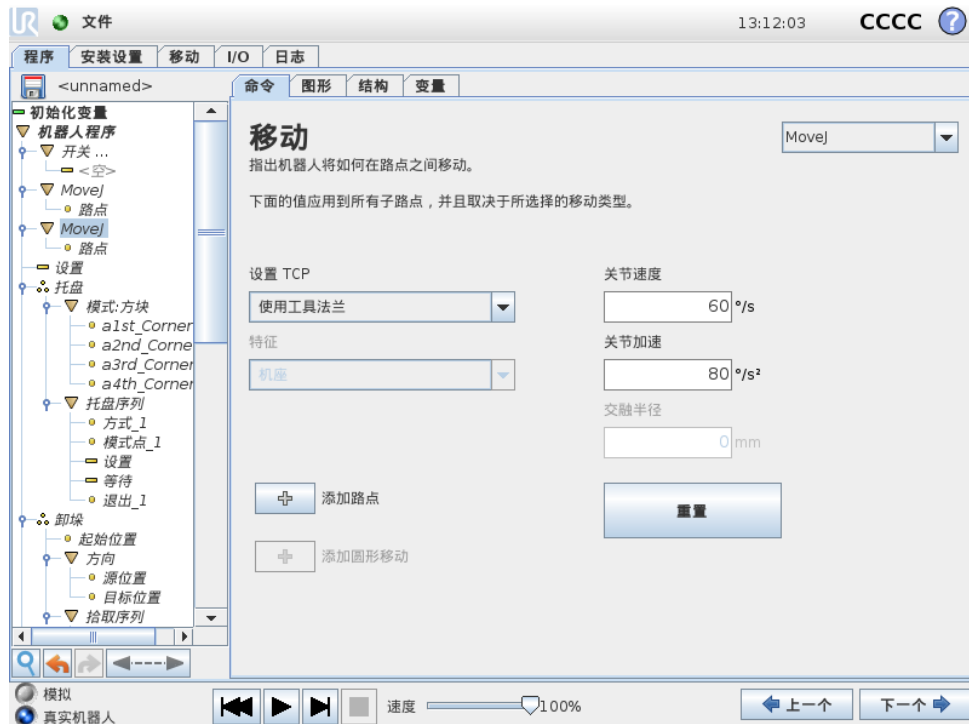 UR 文件 13:12:03 CCCC ?
程序 安装设置 移动 I/O 日志
<unnamed>
命令 图形 结构 变量
初始化变量
机器人程序
开关 ...
<空>
MoveJ
路点
MoveJ
路点
设置
托盘
模式:方块
a1st_Corner
a2nd_Corne
a3rd_Corner
a4th_Corner
托盘序列
方式_1
模式点_1
设置
等待
退出_1
卸垛
起始位置
方向
源位置
目标位置
拾取序列
移动
MoveJ
指出机器人将如何在路点之间移动。
下面的值应用到所有子路点，并且取决于所选择的移动类型。
设置 TCP
使用工具法兰
特征
机座
关节速度
60 °/s
关节加速
80 °/s²
交融半径
0 mm
添加路点
重置
添加圆形移动
模拟
真实机器人
速度 100%
上一个
下一个